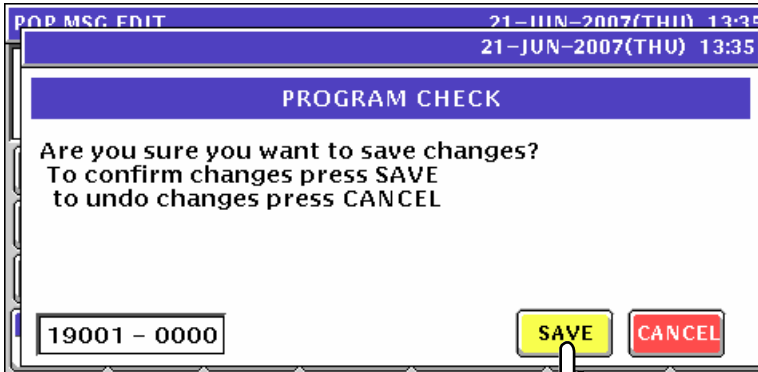 POP MSG EDIT 21-JUN-2007(THU) 13:35
21-JUN-2007(THU) 13:35
PROGRAM CHECK
Are you sure you want to save changes?
To confirm changes press SAVE
to undo changes press CANCEL
19001 - 0000 SAVE CANCEL